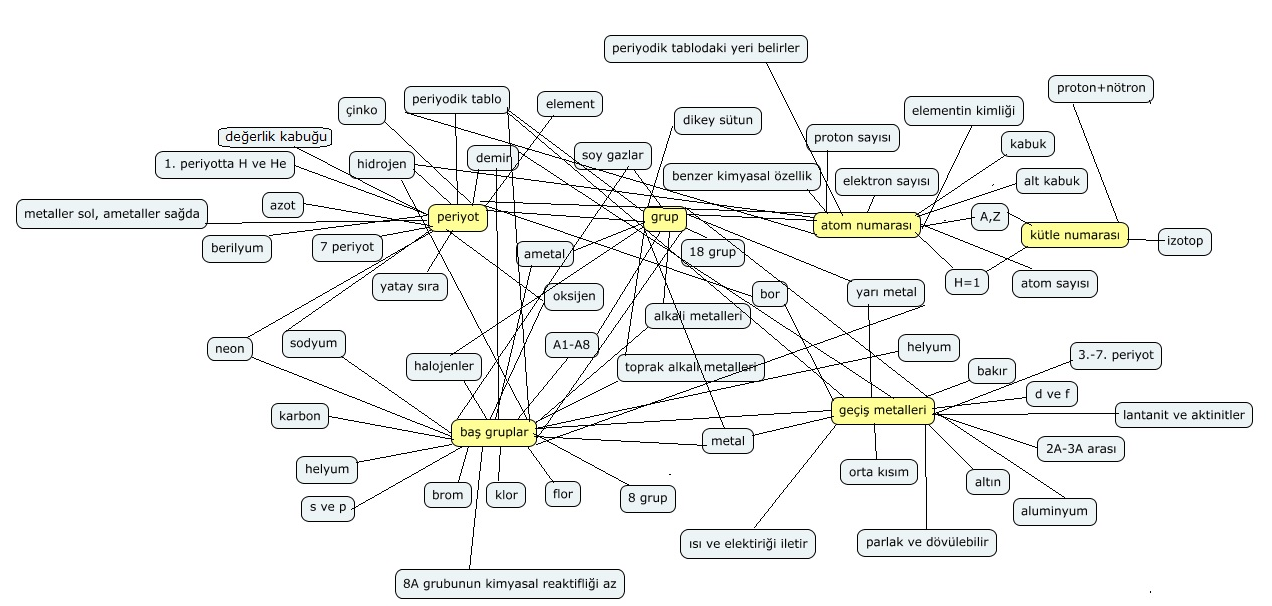 periyodik tablodaki yeri belirler
proton+nötron
periyodik tablo
element
çinko
elementin kimliği
dikey sütun
değerlik kabuğu
proton sayısı
kabuk
1. periyotta H ve He
hidrojen
demir
soy gazlar
benzer kimyasal özellik
elektron sayısı
alt kabuk
azot
metaller sol, ametaller sağda
periyot
grup
atom numarası
A,Z
kütle numarası
izotop
berilyum
7 periyot
ametal
18 grup
yatay sıra
oksijen
bor
yarı metal
H=1
atom sayısı
alkali metalleri
neon
sodyum
A1-A8
helyum
3.-7. periyot
halojenler
toprak alkali metalleri
bakır
d ve f
karbon
baş gruplar
geçiş metalleri
lantanit ve aktinitler
metal
2A-3A arası
helyum
orta kısım
altın
s ve p
brom
klor
flor
8 grup
aluminyum
ısı ve elektiriği iletir
parlak ve dövülebilir
8A grubunun kimyasal reaktifliği az